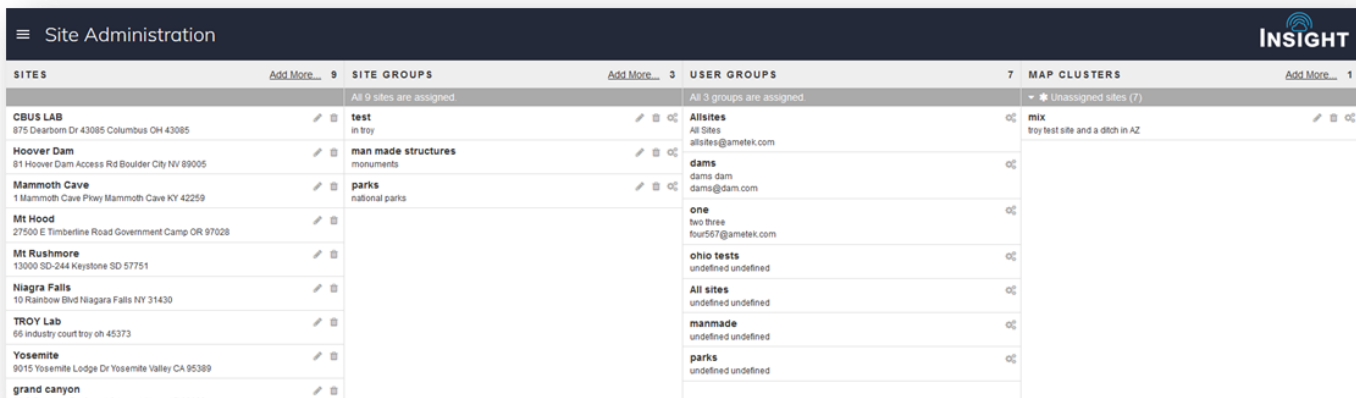 Site Administration
INSIGHT
SITES Add More... 9
CBUS LAB
875 Dearborn Dr 43085 Columbus OH 43085
Hoover Dam
81 Hoover Dam Access Rd Boulder City NV 89005
Mammoth Cave
1 Mammoth Cave Pkwy Mammoth Cave KY 42259
Mt Hood
27500 E Timberline Road Government Camp OR 97028
Mt Rushmore
13000 SD-244 Keystone SD 57751
Niagra Falls
10 Rainbow Blvd Niagara Falls NY 31430
TROY Lab
66 industry court troy oh 45373
Yosemite
9015 Yosemite Lodge Dr Yosemite Valley CA 95389
grand canyon
SITE GROUPS Add More... 3
All 9 sites are assigned.
test
in troy
man made structures
monuments
parks
national parks
USER GROUPS 7
All 3 groups are assigned.
Allsites
All Sites
allsites@ametek.com
dams
dams dam
dams@dam.com
one
two three
four567@ametek.com
ohio tests
undefined undefined
All sites
undefined undefined
manmade
undefined undefined
parks
undefined undefined
MAP CLUSTERS Add More... 1
Unassigned sites (7)
mix
troy test site and a ditch in AZ